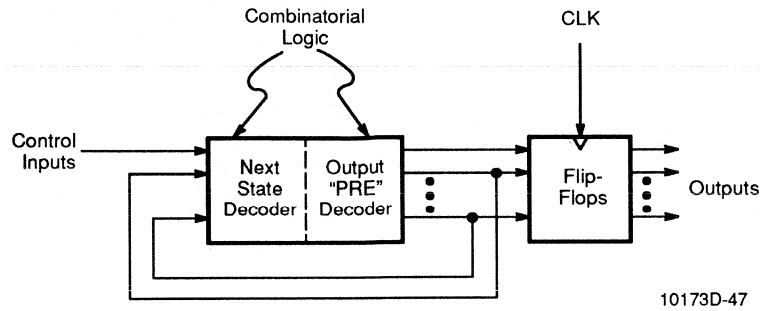 Combinatorial
Logic
CLK
Control
Inputs
Next
State
Decoder
Output
"PRE"
Decoder
Flip-
Flops
Outputs
10173D-47